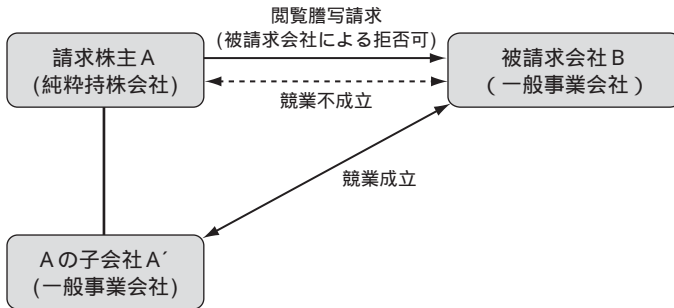 閲覧謄写請求
(被請求会社による拒否可)
請求株主A
(純粋持株会社)
被請求会社B
(一般事業会社)
競業不成立
競業成立
Aの子会社A´
(一般事業会社)